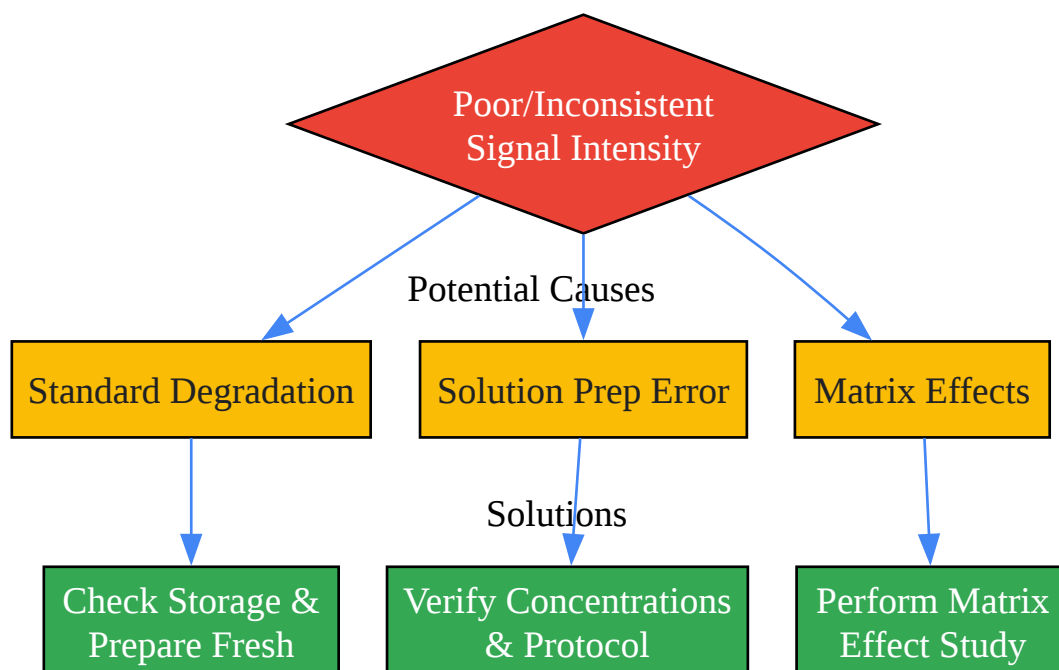 Poor/Inconsistent
Signal Intensity
Potential Causes
Standard Degradation
Solution Prep Error
Matrix Effects
Solutions
Check Storage &
Prepare Fresh
Verify Concentrations
& Protocol
Perform Matrix
Effect Study